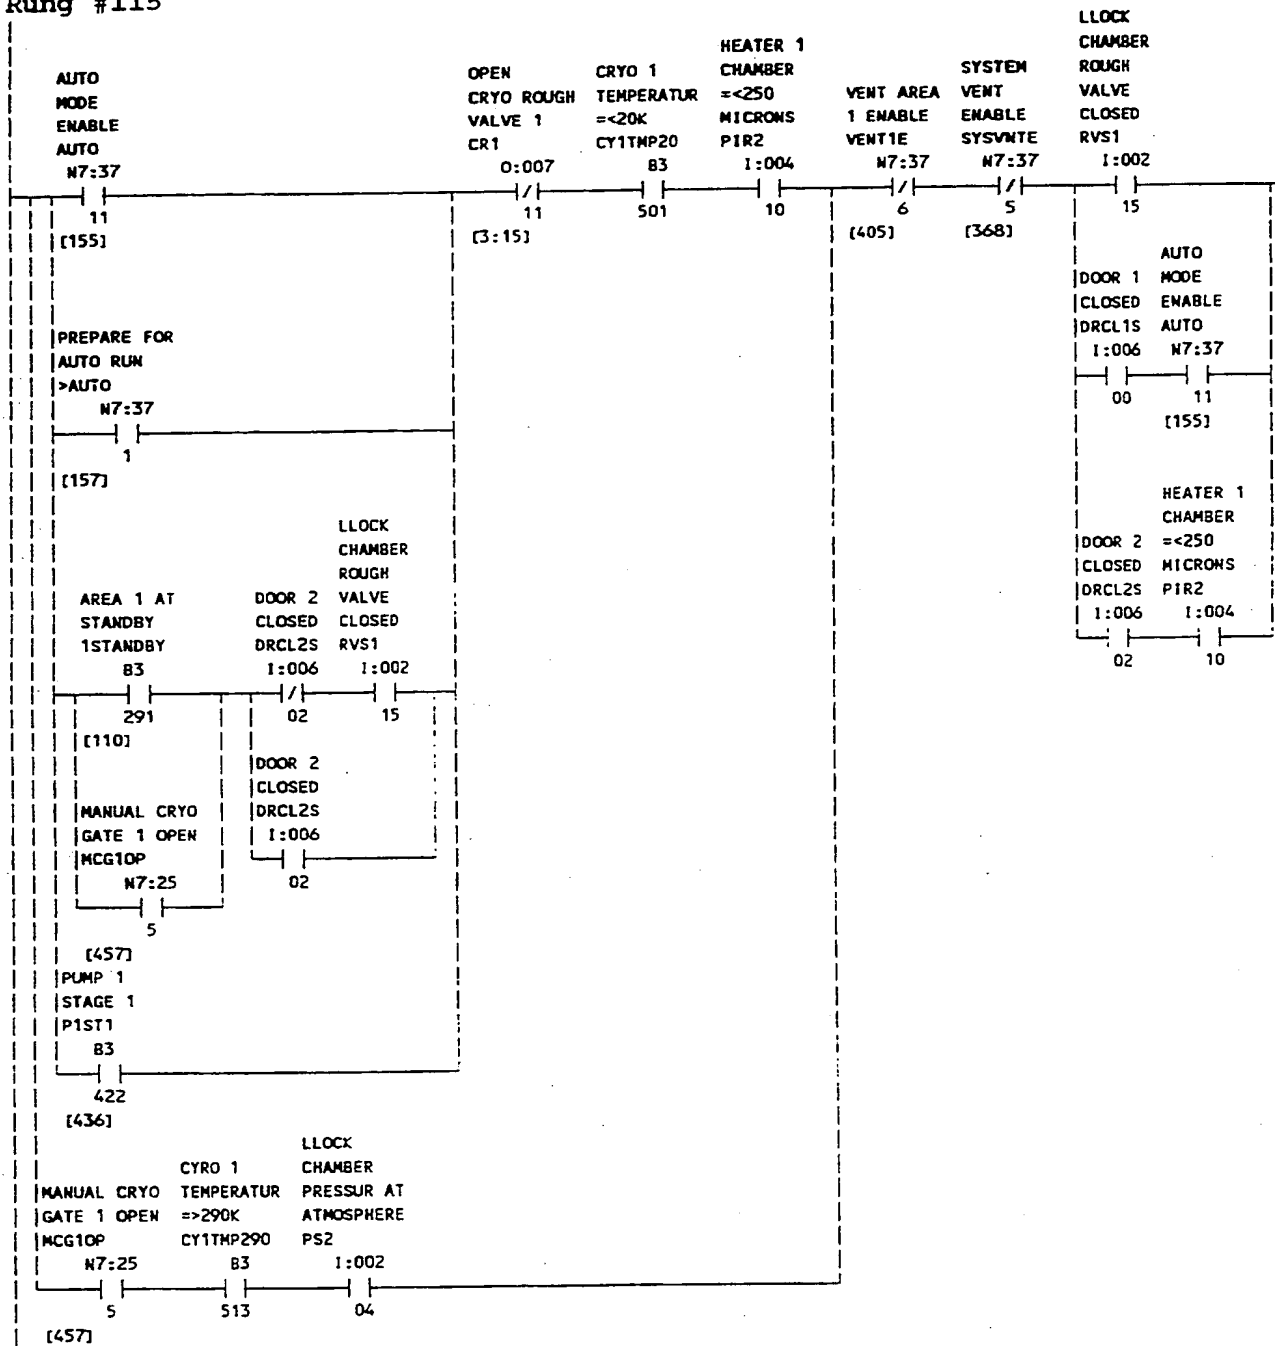 Rung #115
AUTO
MODE
ENABLE
AUTO
N7:37
11
[155]
OPEN
CRYO ROUGH
VALVE 1
CR1
O:007
11
[3:15]
CRYO 1
TEMPERATUR
=<20K
CY1TMP20
B3
501
HEATER 1
CHAMBER
=<250
MICRONS
PIR2
I:004
10
VENT AREA
1 ENABLE
VENT1E
N7:37
6
[405]
SYSTEM
VENT
ENABLE
SYSVNTE
N7:37
5
[368]
LLOCK
CHAMBER
ROUGH
VALVE
CLOSED
RVS1
I:002
15
DOOR 1
CLOSED
DRCL1S
I:006
00
AUTO
MODE
ENABLE
AUTO
N7:37
11
[155]
PREPARE FOR
AUTO RUN
>AUTO
N7:37
1
[157]
DOOR 2
CLOSED
DRCL2S
I:006
02
HEATER 1
CHAMBER
=<250
MICRONS
PIR2
I:004
10
AREA 1 AT
STANDBY
1STANDBY
B3
291
[110]
DOOR 2
CLOSED
DRCL2S
I:006
02
LLOCK
CHAMBER
ROUGH
VALVE
CLOSED
RVS1
I:002
15
MANUAL CRYO
GATE 1 OPEN
MCG1OP
N7:25
5
[457]
DOOR 2
CLOSED
DRCL2S
I:006
02
PUMP 1
STAGE 1
P1ST1
B3
422
[436]
MANUAL CRYO
GATE 1 OPEN
MCG1OP
N7:25
5
[457]
CYRO 1
TEMPERATUR
=>290K
CY1TMP290
B3
513
LLOCK
CHAMBER
PRESSUR AT
ATMOSPHERE
PS2
I:002
04